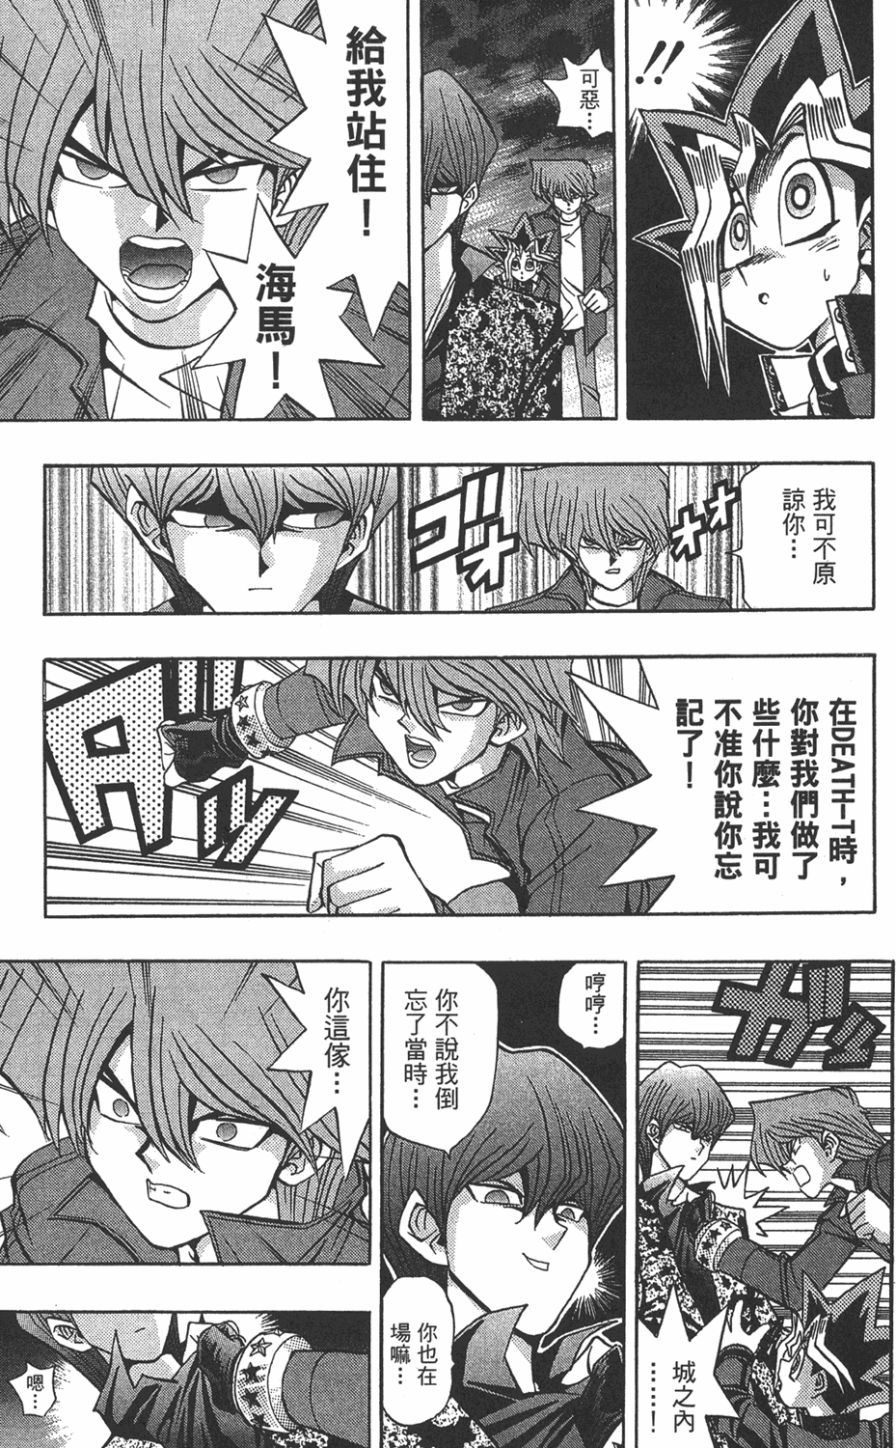 !!
可惡…
給我站住！
海馬！
我可不原
諒你…
ォォ
ゴォ
在DEATH-T時，
你對我們做了
些什麼…我可
不准你說你忘
記了！
ガッ
城之內
……！
哼哼…
你不說我倒
忘了當時…
你也在
場嘛…
你這傢…
嗯…